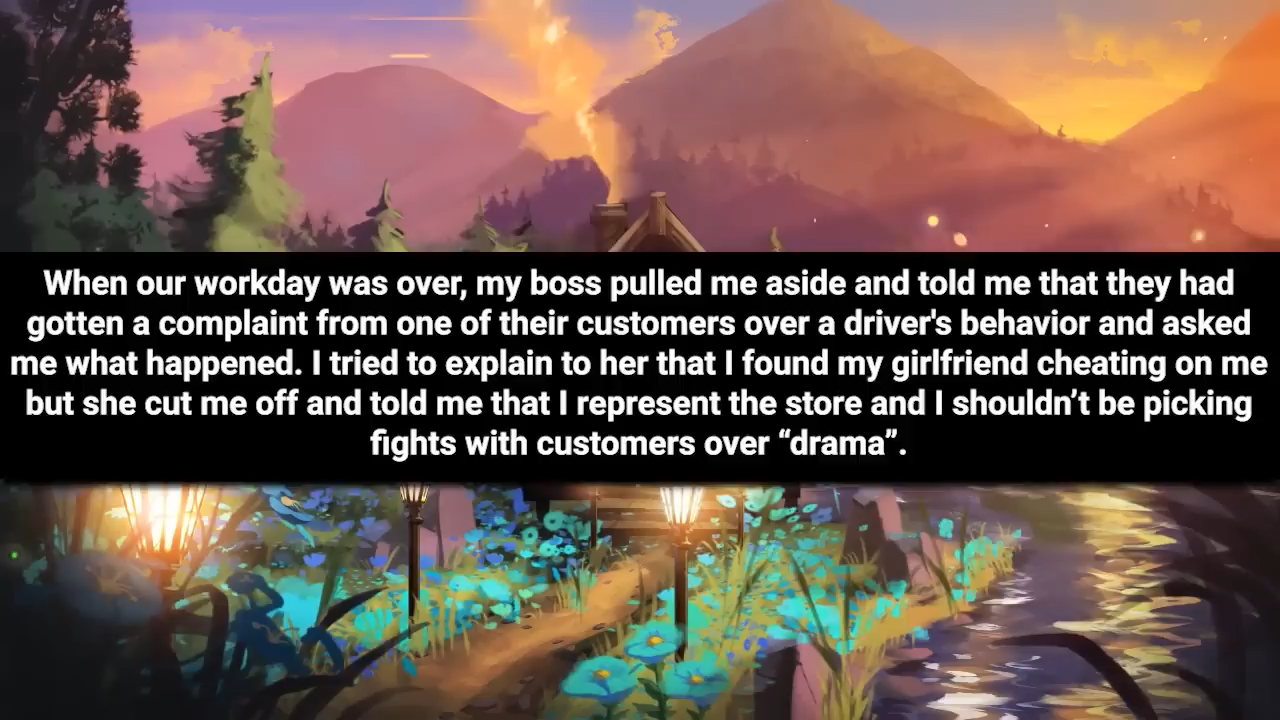 When our workday was over, my boss pulled me aside and told me that they had
gotten a complaint from one of their customers over a driver's behavior and asked
me what happened. I tried to explain to her that I found my girlfriend cheating on me
but she cut me off and told me that I represent the store and I shouldn’t be picking
fights with customers over “drama”.